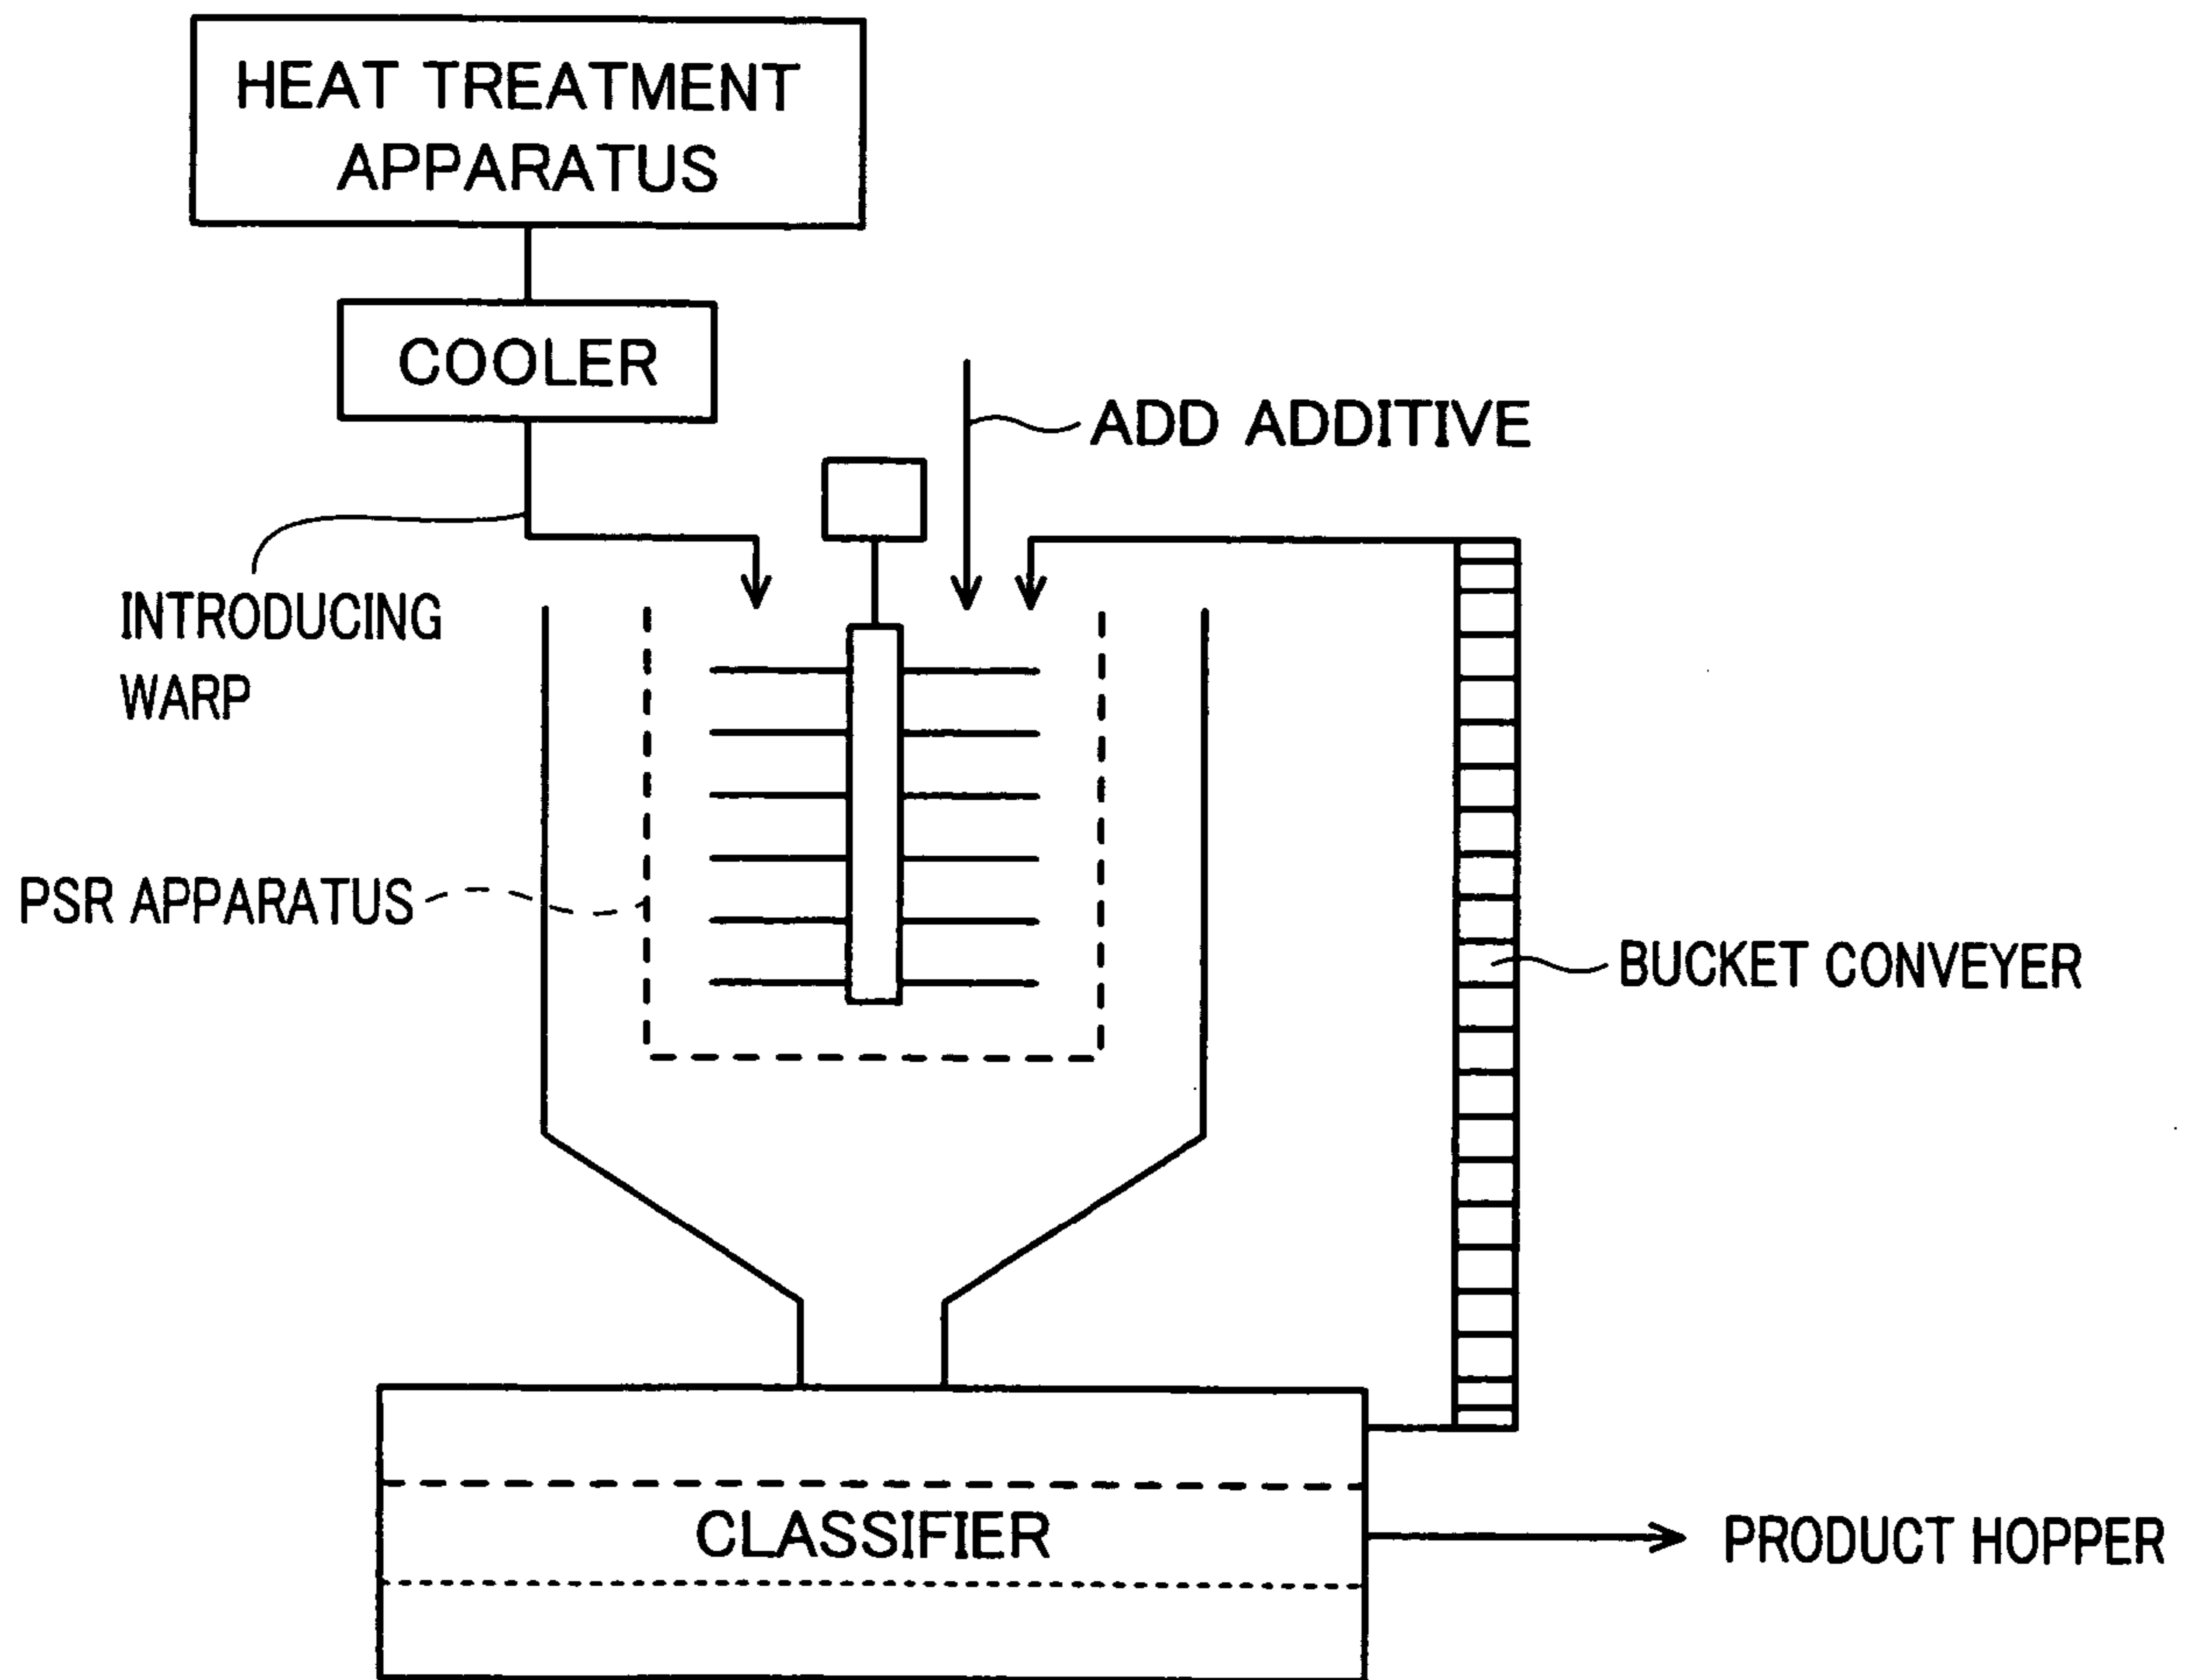 HEAT TREATMENT
APPARATUS
COOLER
ADD ADDITIVE
INTRODUCING
WARP
PSR APPARATUS
BUCKET CONVEYER
CLASSIFIER
PRODUCT HOPPER